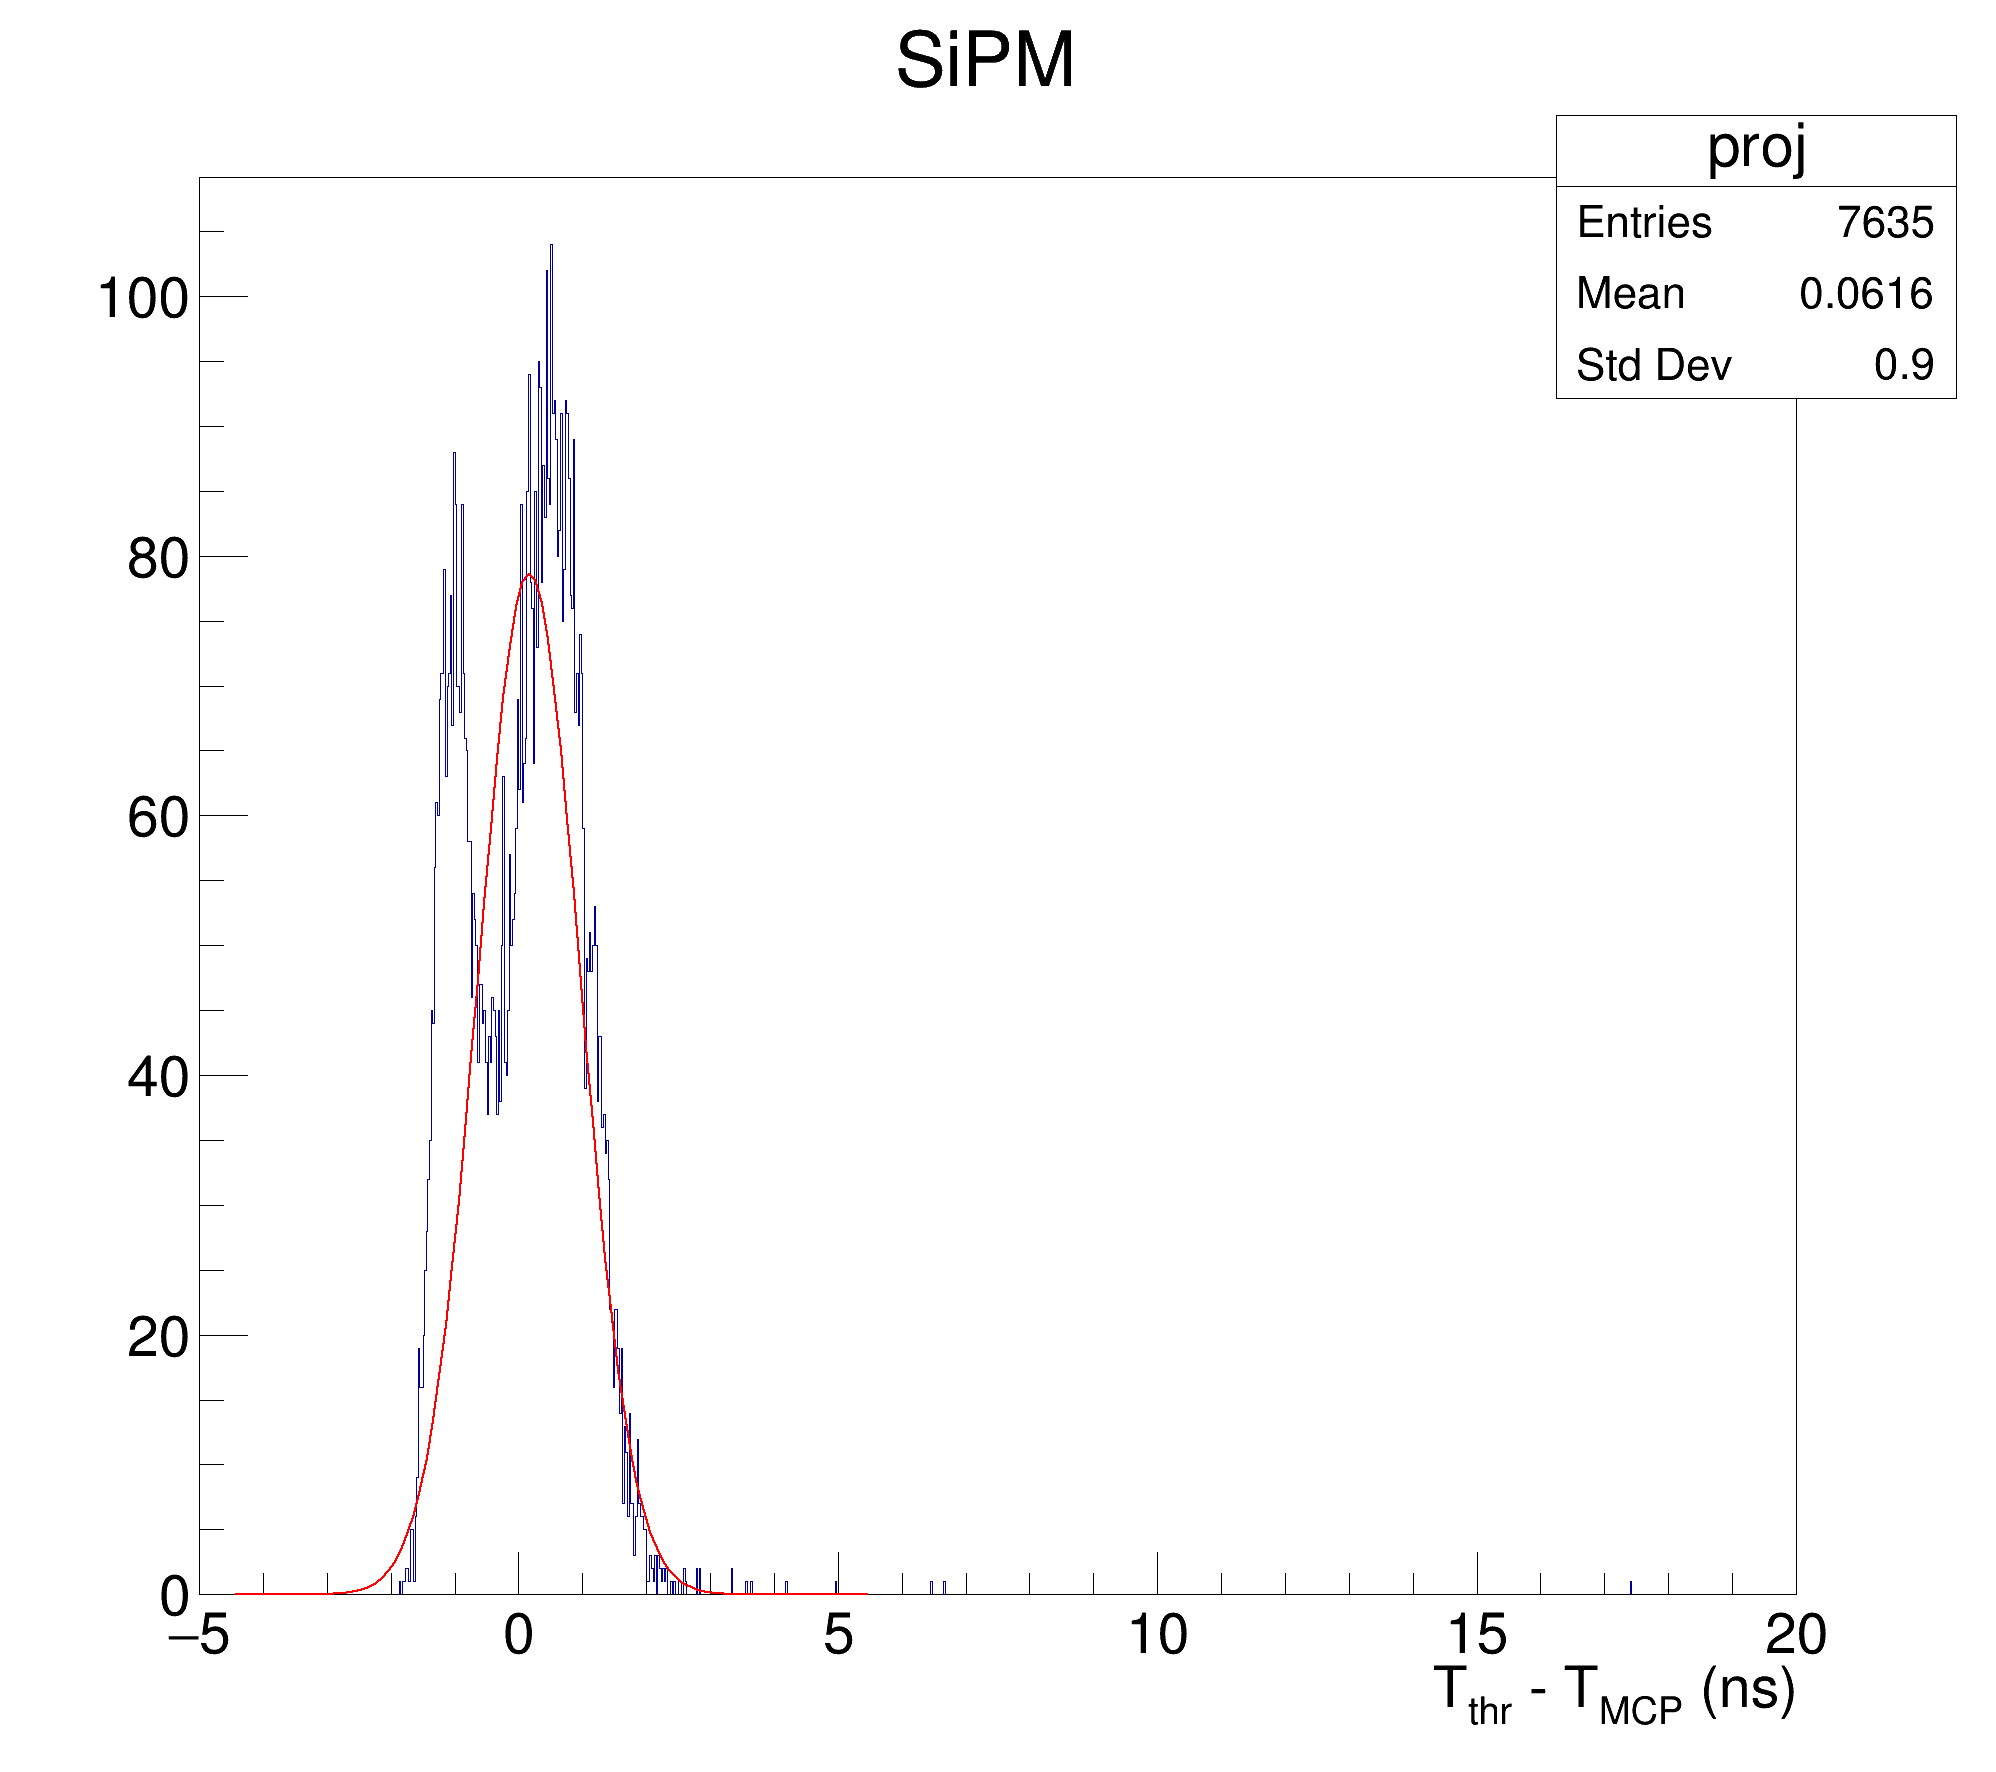 SiPM
proj
Entries 7635
Mean 0.0616
Std Dev 0.9
100
80
60
40
20
0
−5 0 5 10 15 20
T_thr - T_MCP (ns)